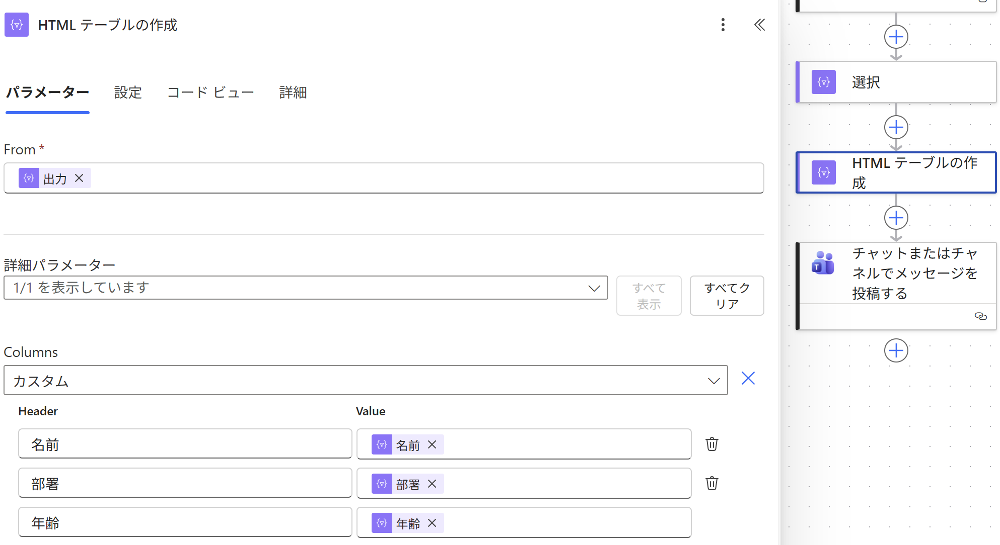 HTML テーブルの作成
パラメーター 設定 コード ビュー 詳細
From *
出力
詳細パラメーター
1/1 を表示しています
すべて
表示
すべてク
リア
Columns
カスタム
Header Value
名前 名前
部署 部署
年齢 年齢
選択
HTML テーブルの作
成
T
チャットまたはチャ
ネルでメッセージを
投稿する